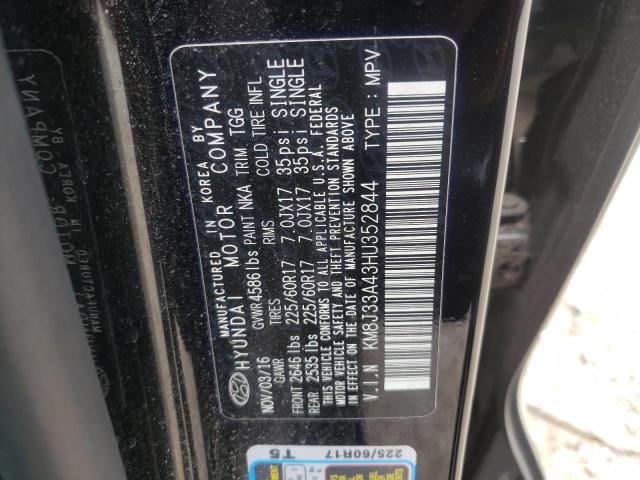 MANUFACTURED IN KOREA BY
HYUNDAI MOTOR COMPANY
NOV/03/16 GVWR 4586 lbs PAINT NKA TRIM TGG
GAWR TIRES RIMS COLD TIRE INFL
FRONT 2646 lbs 225/60R17 7.0JX17 35psi SINGLE
REAR 2535 lbs 225/60R17 7.0JX17 35psi SINGLE
THIS VEHICLE CONFORMS TO ALL APPLICABLE U.S.A. FEDERAL
MOTOR VEHICLE SAFETY AND THEFT PREVENTION STANDARDS
IN EFFECT ON THE DATE OF MANUFACTURE SHOWN ABOVE
V.I.N KM8J33A43HU352844 TYPE : MPV
225/60R17
T5